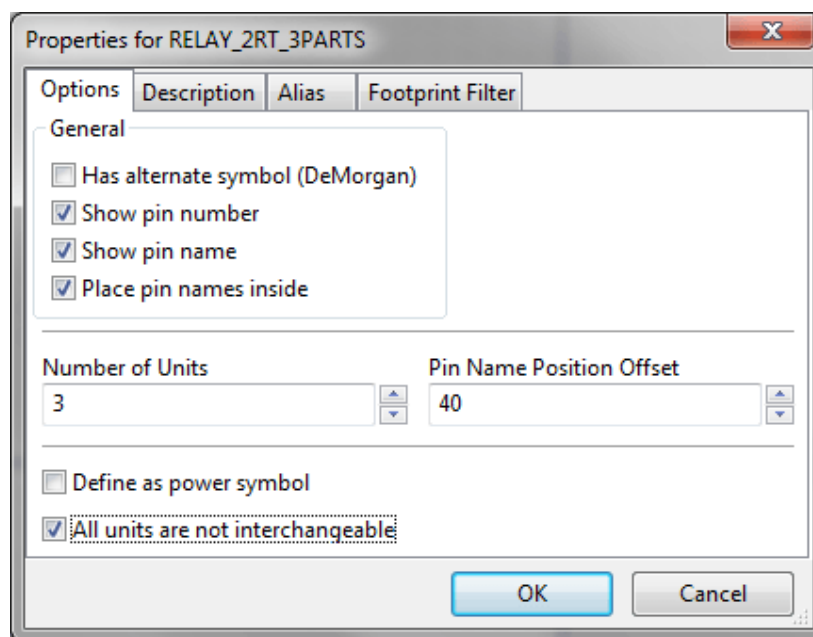 Properties for RELAY_2RT_3PARTS
Options Description Alias Footprint Filter
General
Has alternate symbol (DeMorgan)
Show pin number
Show pin name
Place pin names inside
Number of Units Pin Name Position Offset
3 40
Define as power symbol
All units are not interchangeable
OK Cancel